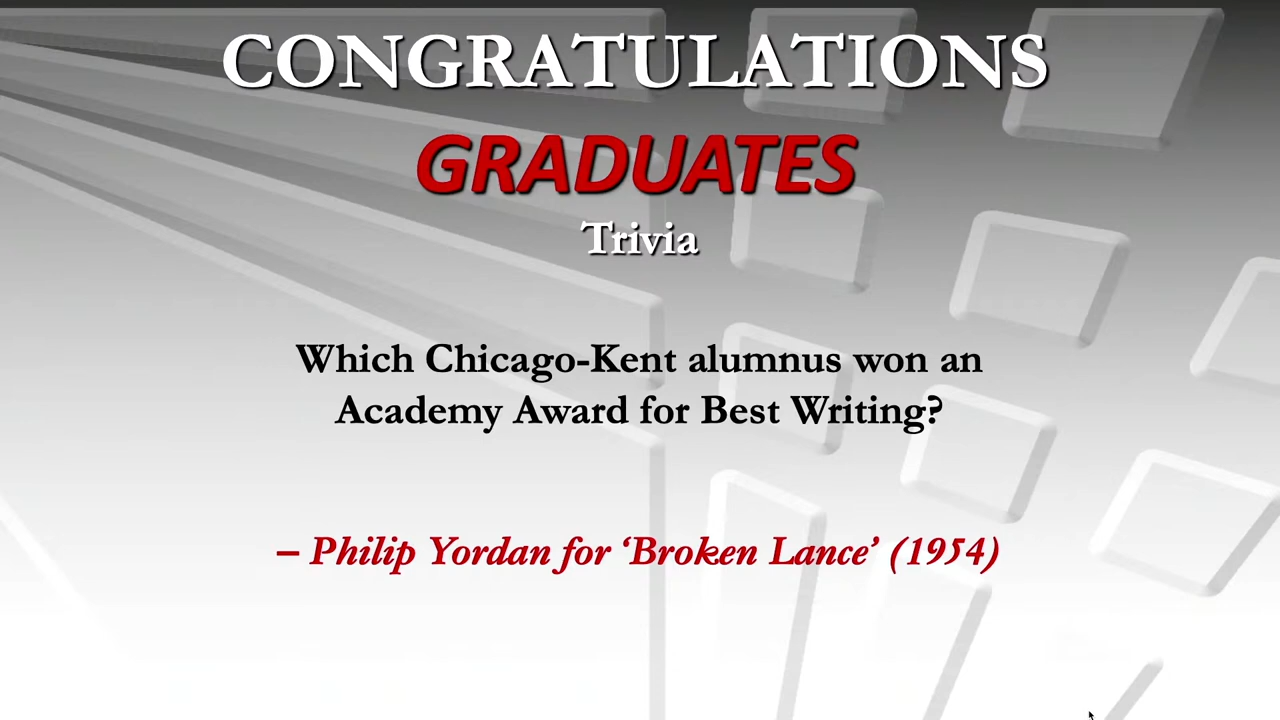 CONGRATULATIONS
GRADUATES
Trivia
Which Chicago-Kent alumnus won an
Academy Award for Best Writing?
– Philip Yordan for ‘Broken Lance’ (1954)